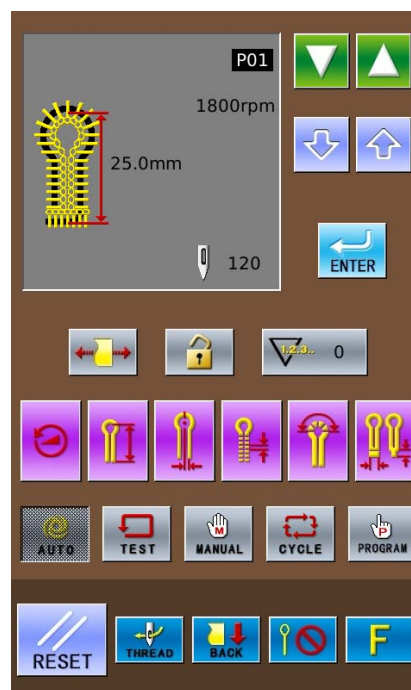 P01
1800rpm
25.0mm
120
ENTER
1.2.3.. 0
AUTO
TEST
M
MANUAL
CYCLE
P
PROGRAM
RESET
THREAD
BACK
F